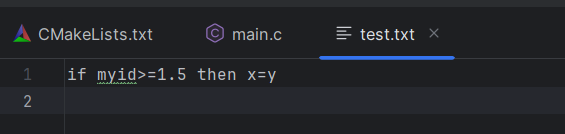 CMakeLists.txt main.c test.txt
1 if myid>=1.5 then x=y
2